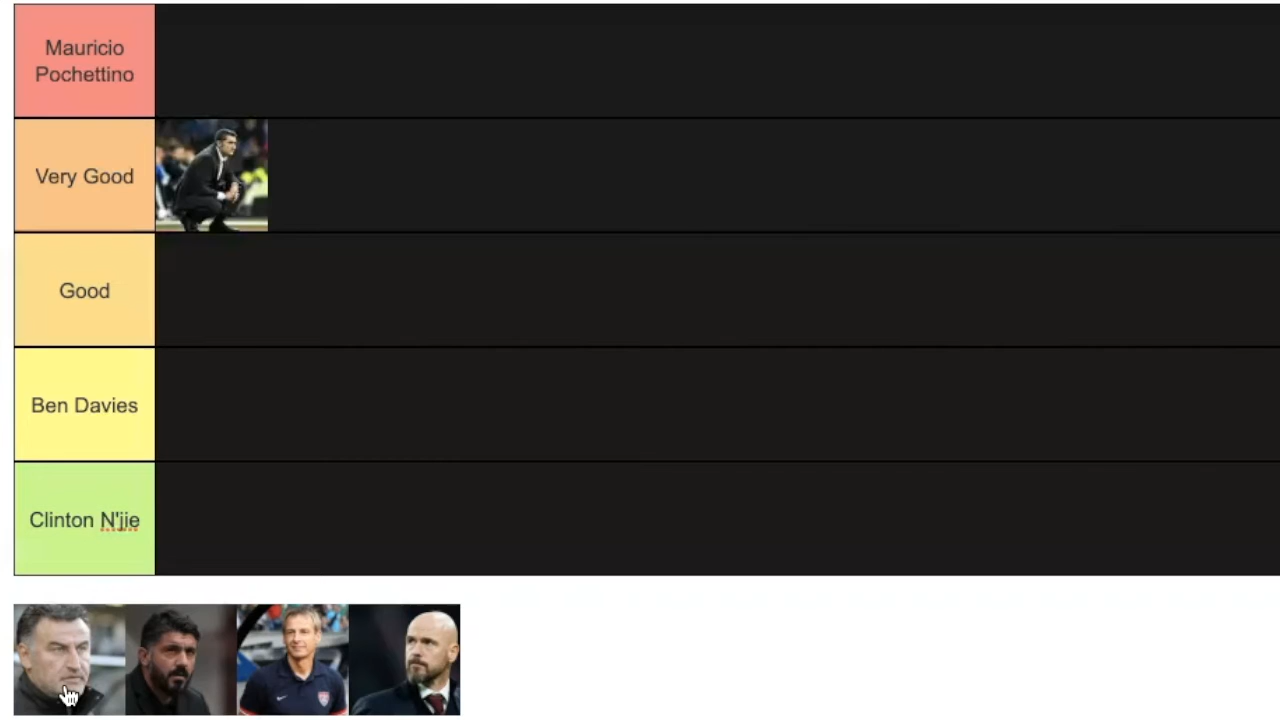 Mauricio
Pochettino
Very Good
Good
Ben Davies
Clinton N'jie